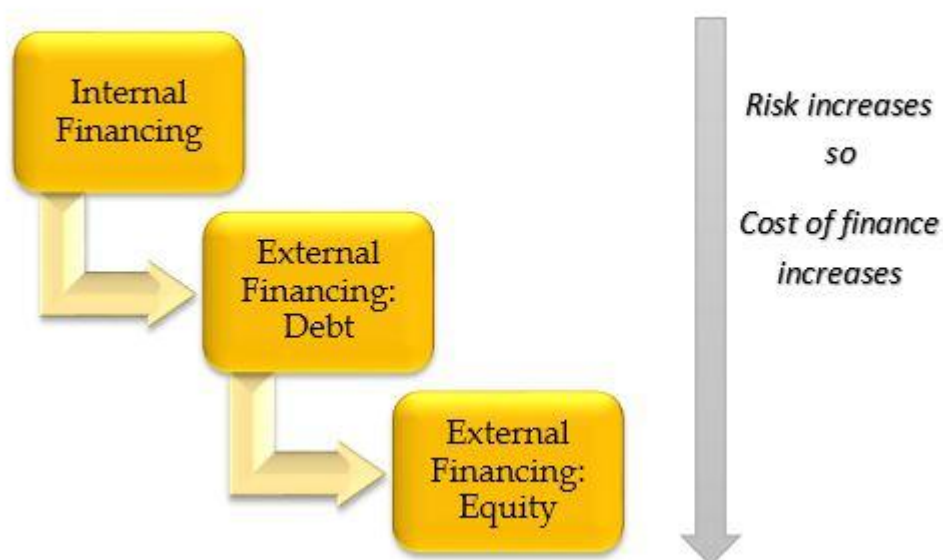 Internal
Financing
External
Financing:
Debt
External
Financing:
Equity
Risk increases
so
Cost of finance
increases